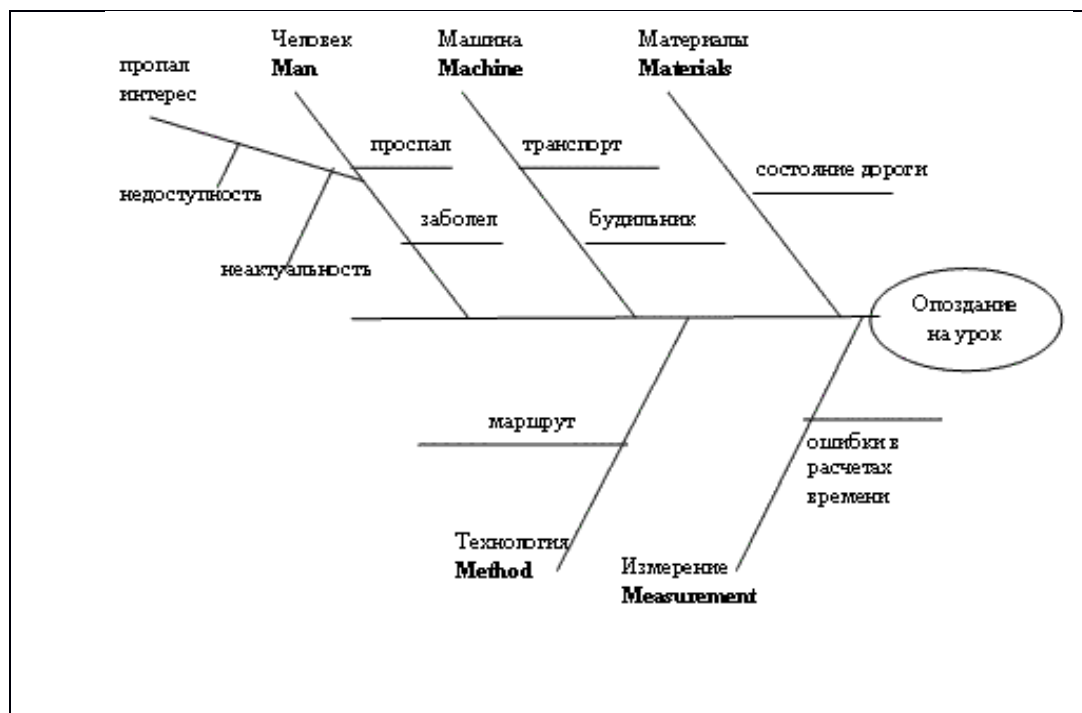 Человек
Man
Машина
Machine
Материалы
Materials
пропал
интерес
проспал
транспорт
состояние дороги
недоступность
заболел
будильник
неактуальность
Опоздание
на урок
маршрут
ошибки в
расчетах
времени
Технология
Method
Измерение
Measurement